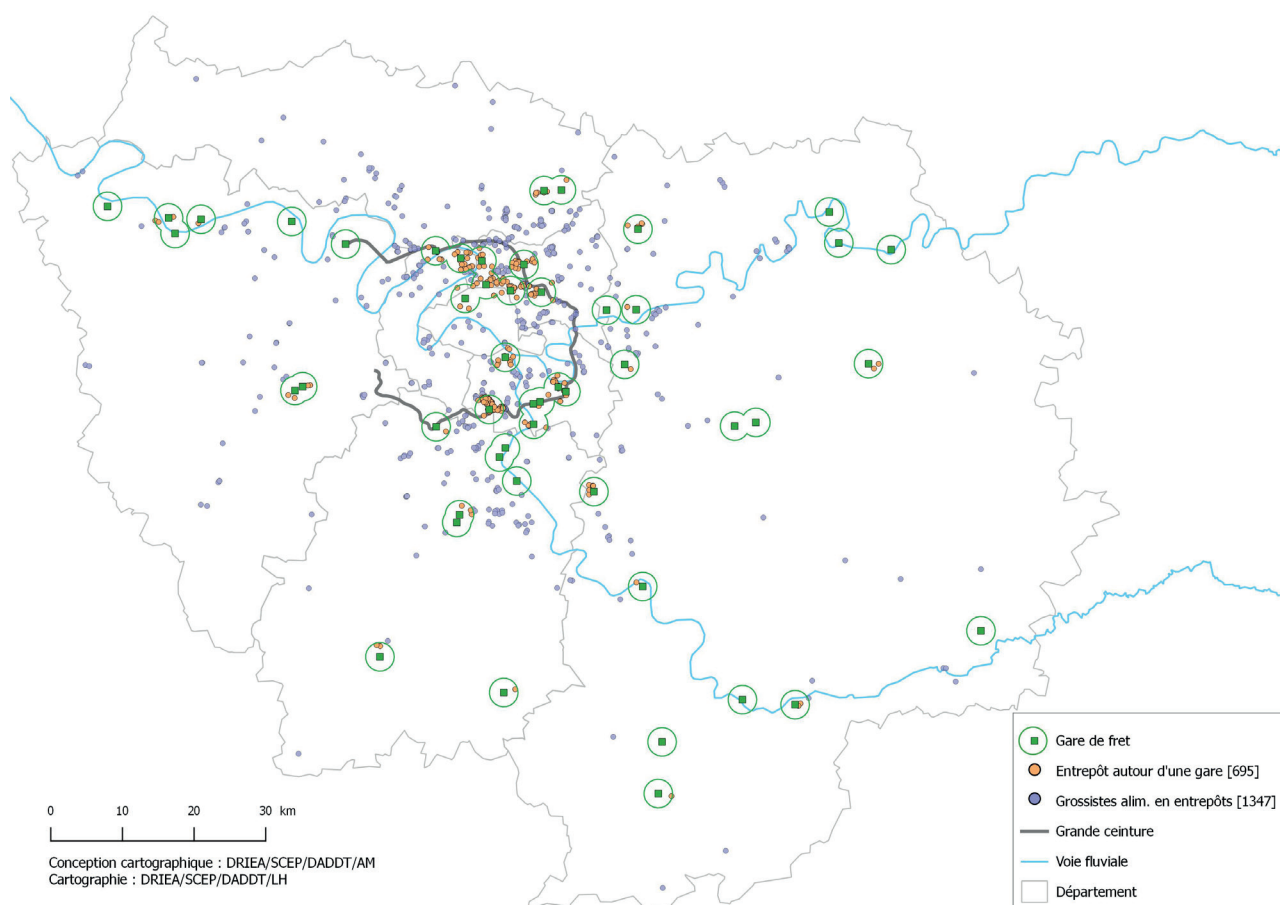 Gare de fret
Entrepôt autour d'une gare [695]
Grossistes alim. en entrepôts [1347]
Grande ceinture
Voie fluviale
Département
0 10 20 30 km
Conception cartographique : DRIEA/SCEP/DADDT/AM
Cartographie : DRIEA/SCEP/DADDT/LH